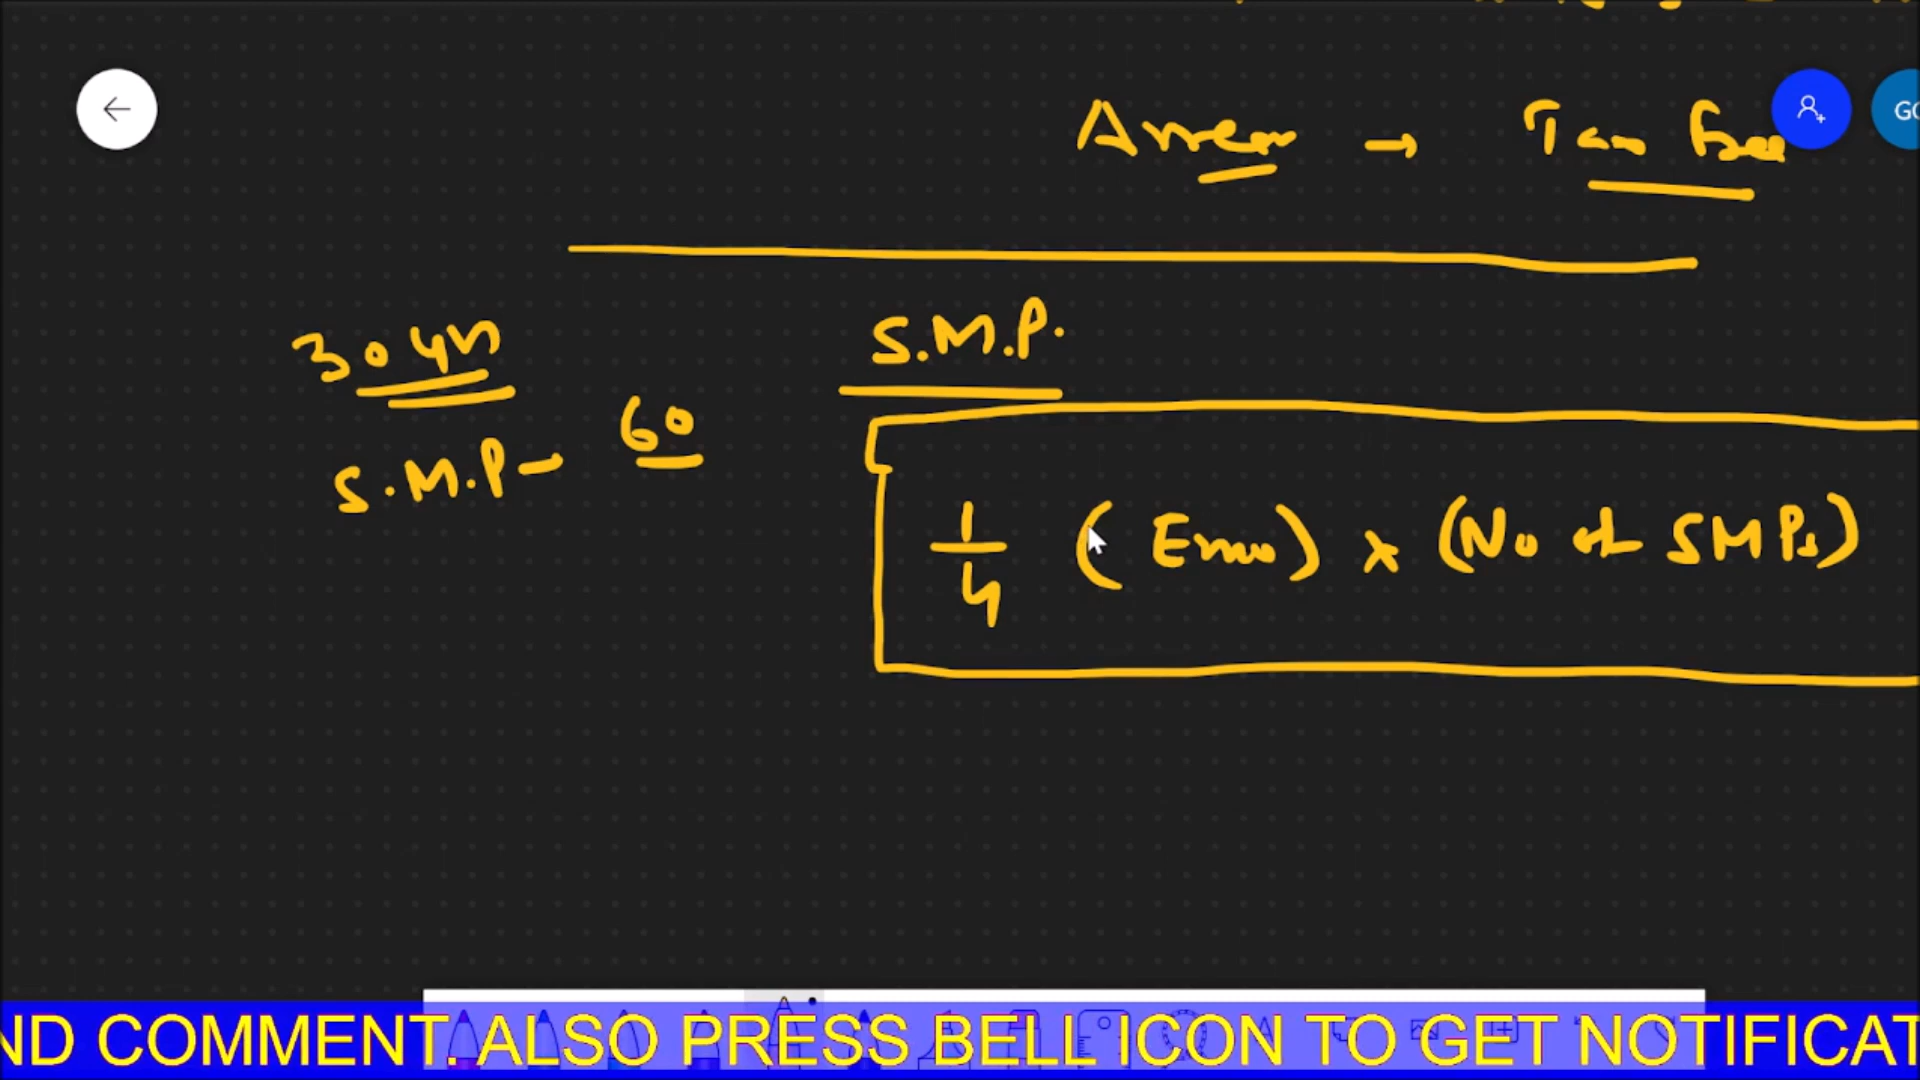 Arrear → Tax Free
GO
S.M.P.
30 yrs
S.M.P - 60
1/4 (Emo) x (No of SMPs)
ND COMMENT. ALSO PRESS BELL ICON TO GET NOTIFICAT